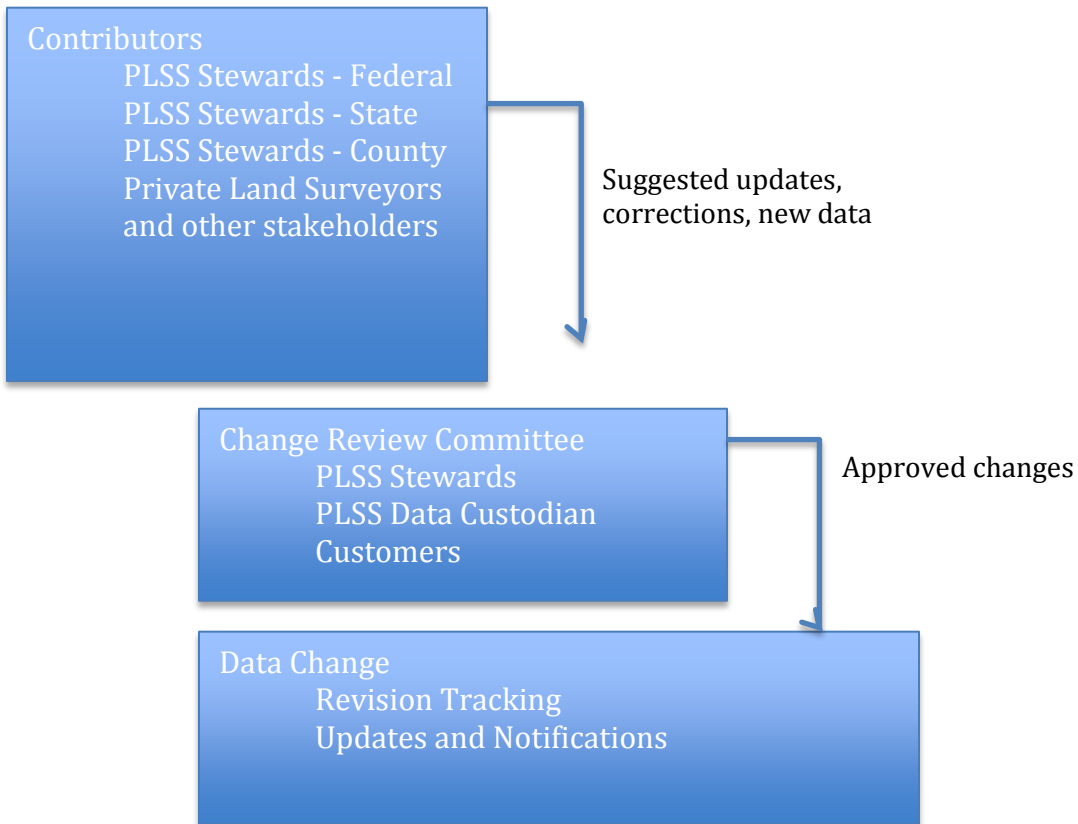 Contributors
PLSS Stewards - Federal
PLSS Stewards - State
PLSS Stewards - County
Private Land Surveyors
and other stakeholders
Suggested updates,
corrections, new data
Change Review Committee
PLSS Stewards
PLSS Data Custodian
Customers
Approved changes
Data Change
Revision Tracking
Updates and Notifications